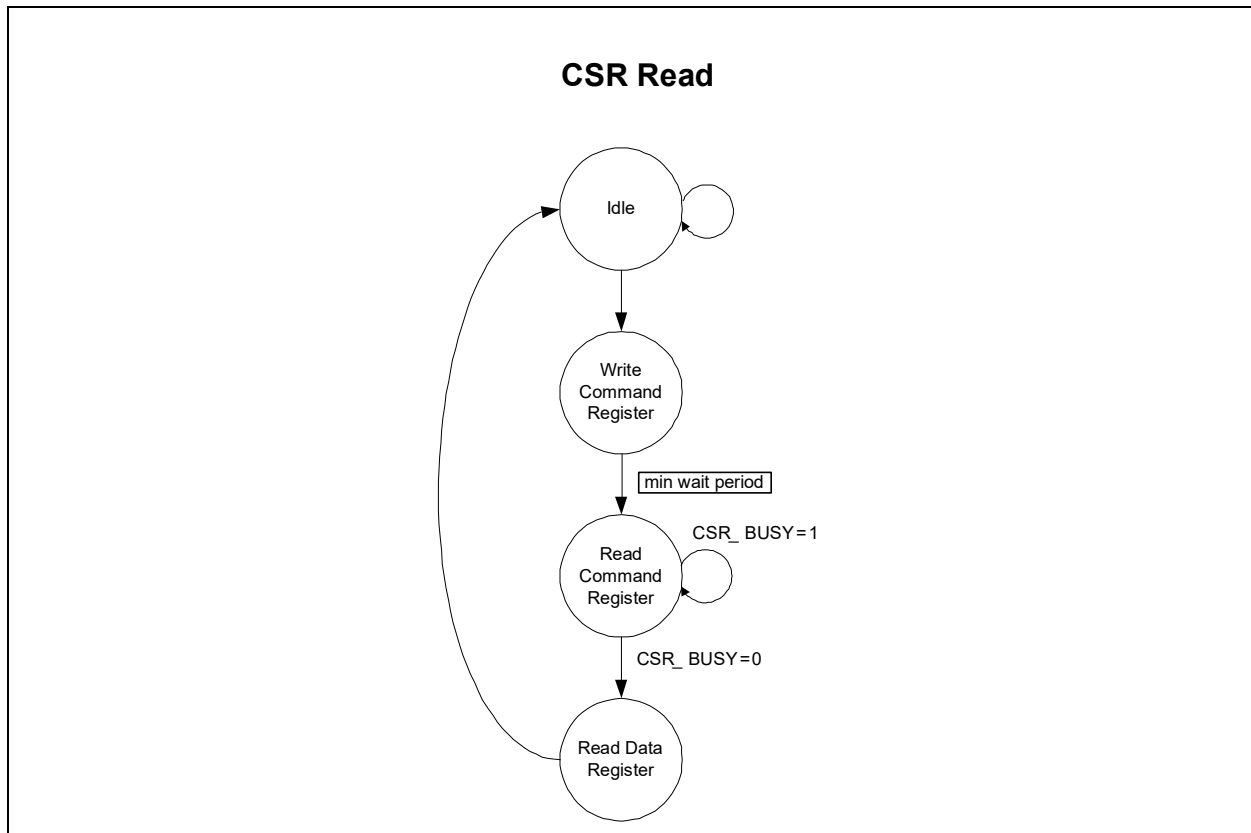 CSR Read
Idle
Write
Command
Register
min wait period
CSR_ BUSY=1
Read
Command
Register
CSR_ BUSY=0
Read Data
Register